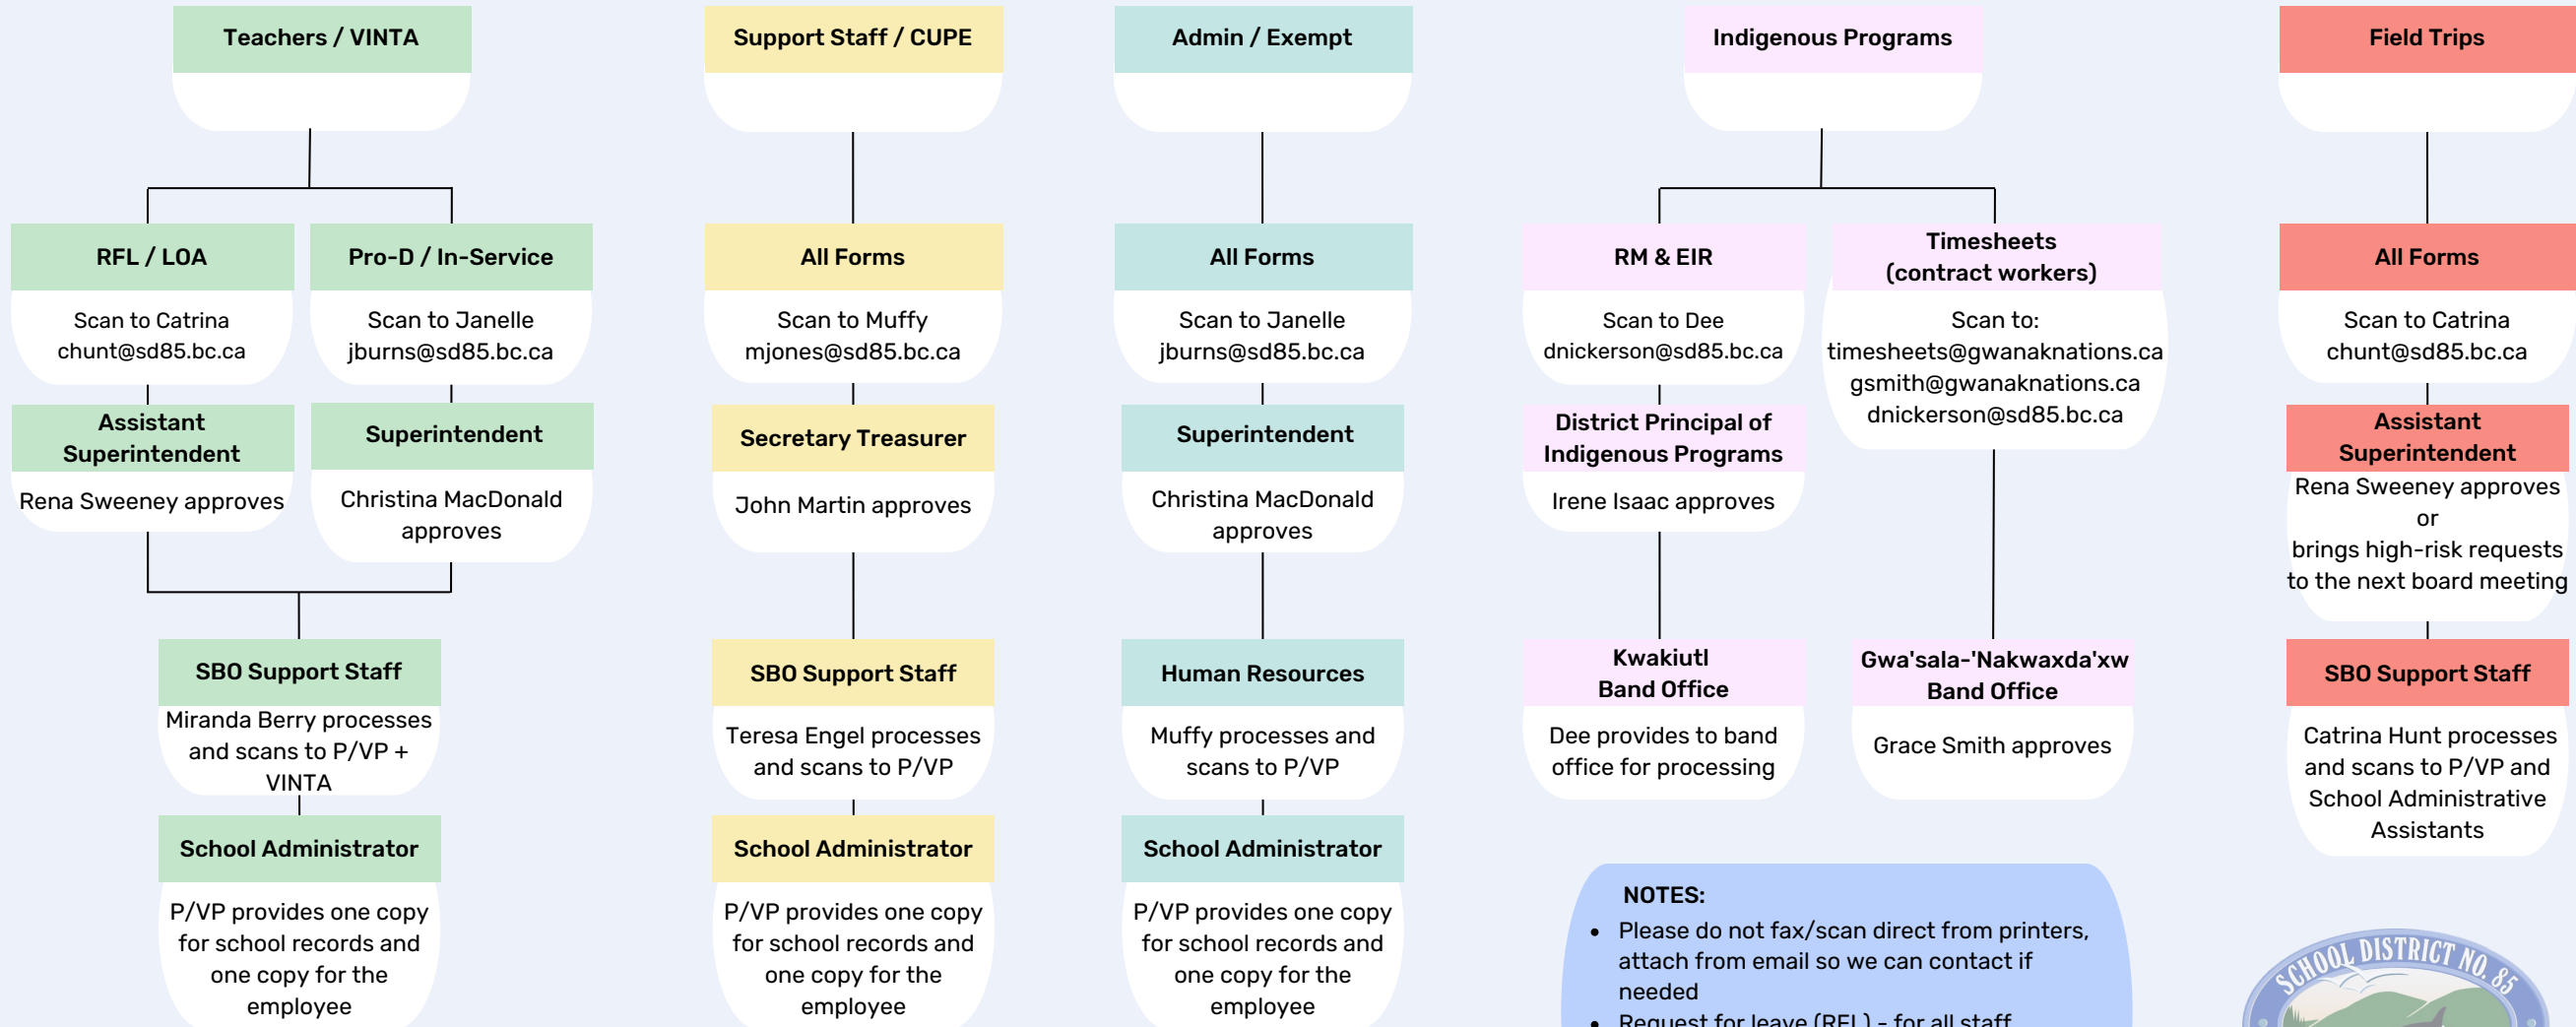 Teachers / VINTA
Support Staff / CUPE
Admin / Exempt
Indigenous Programs
Field Trips
RFL / LOA
Scan to Catrina
chunt@sd85.bc.ca
Pro-D / In-Service
Scan to Janelle
jburns@sd85.bc.ca
All Forms
Scan to Muffy
mjones@sd85.bc.ca
All Forms
Scan to Janelle
jburns@sd85.bc.ca
RM & EIR
Scan to Dee
dnickerson@sd85.bc.ca
Timesheets
(contract workers)
Scan to:
timesheets@gwanaknations.ca
gsmith@gwanaknations.ca
dnickerson@sd85.bc.ca
All Forms
Scan to Catrina
chunt@sd85.bc.ca
Assistant
Superintendent
Rena Sweeney approves
Superintendent
Christina MacDonald
approves
Secretary Treasurer
John Martin approves
Superintendent
Christina MacDonald
approves
District Principal of
Indigenous Programs
Irene Isaac approves
Assistant
Superintendent
Rena Sweeney approves
or
brings high-risk requests
to the next board meeting
SBO Support Staff
Miranda Berry processes
and scans to P/VP +
VINTA
SBO Support Staff
Teresa Engel processes
and scans to P/VP
Human Resources
Muffy processes and
scans to P/VP
Kwakiutl
Band Office
Dee provides to band
office for processing
Gwa'sala-'Nakwaxda'xw
Band Office
Grace Smith approves
SBO Support Staff
Catrina Hunt processes
and scans to P/VP and
School Administrative
Assistants
School Administrator
P/VP provides one copy
for school records and
one copy for the
employee
School Administrator
P/VP provides one copy
for school records and
one copy for the
employee
School Administrator
P/VP provides one copy
for school records and
one copy for the
employee
NOTES:
• Please do not fax/scan direct from printers,
attach from email so we can contact if
needed
• Request for leave (RFL) - for all staff
SCHOOL DISTRICT NO. 85